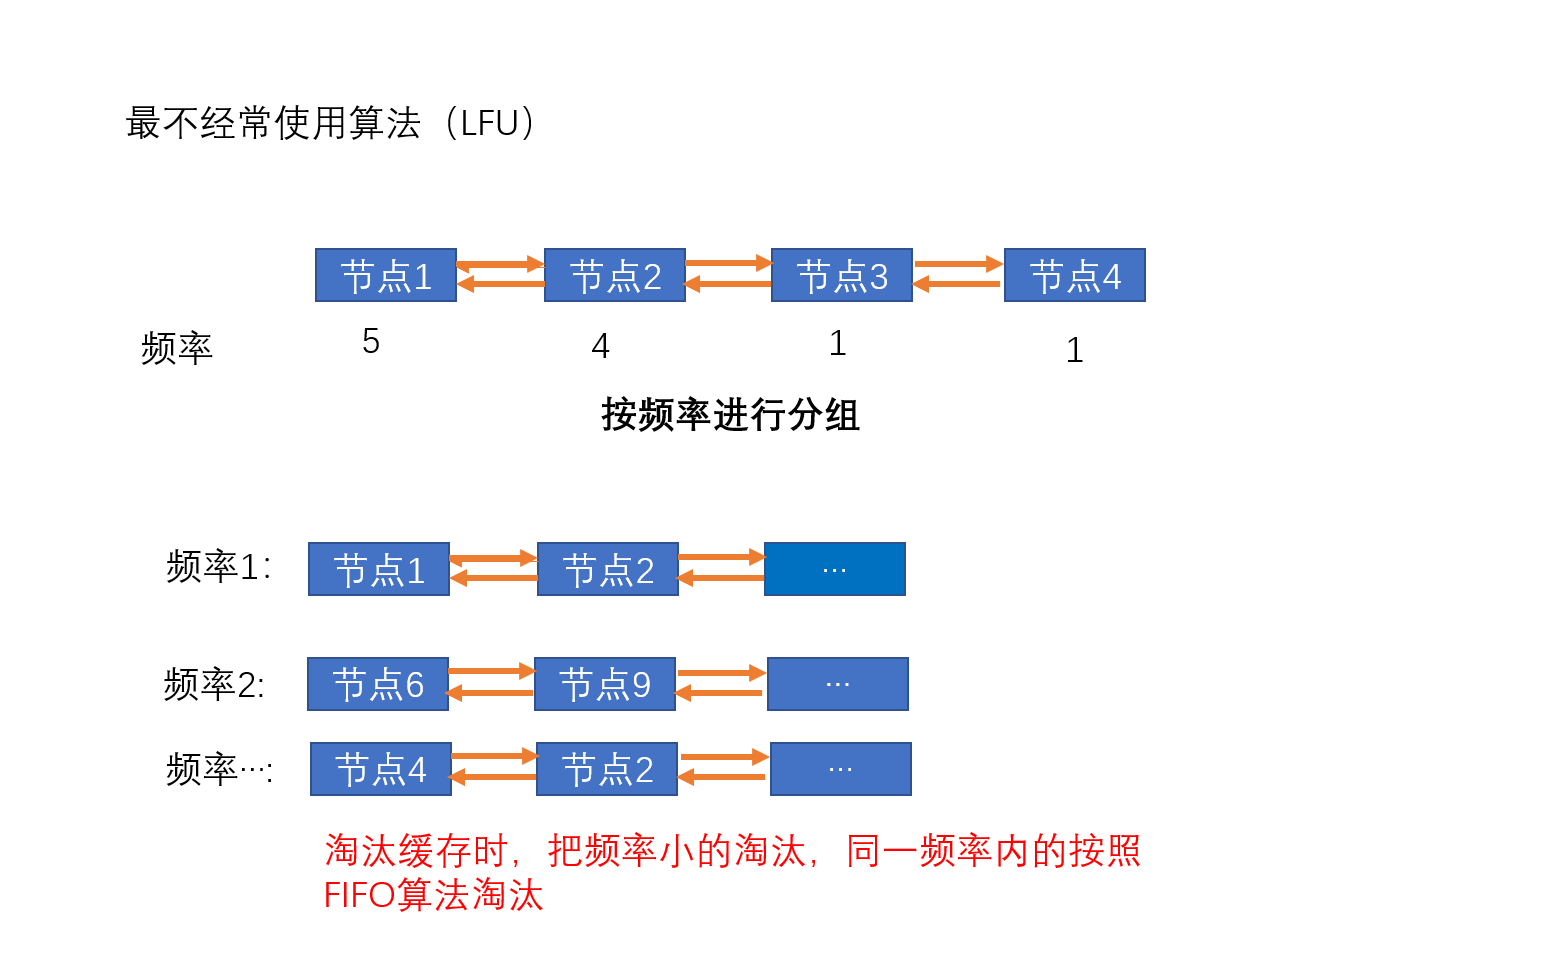 最不经常使用算法（LFU）
节点1 节点2 节点3 节点4
频率 5 4 1 1
按频率进行分组
频率1: 节点1 节点2 ...
频率2: 节点6 节点9 ...
频率...: 节点4 节点2 ...
淘汰缓存时，把频率小的淘汰，同一频率内的按照
FIFO算法淘汰